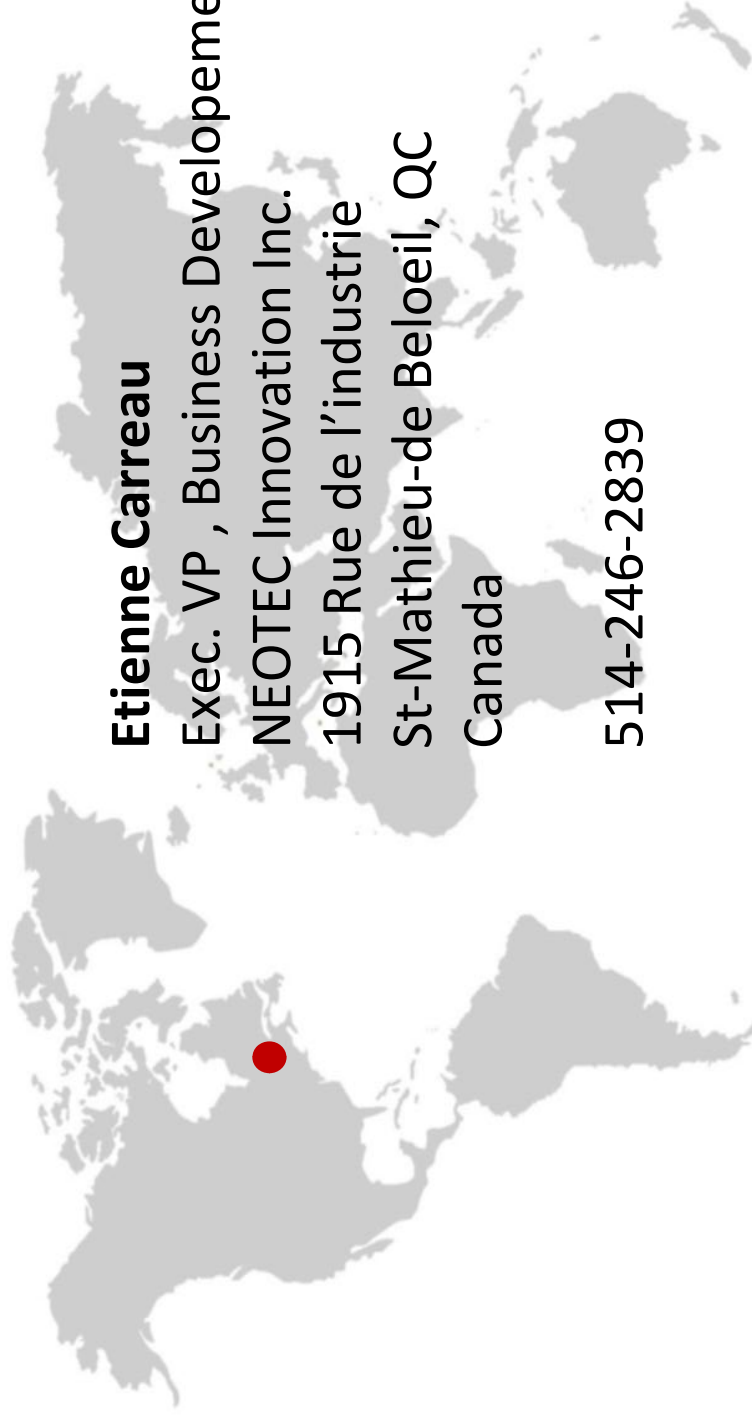 Etienne Carreau
Exec. VP , Business Developeme
NEOTEC Innovation Inc.
1915 Rue de l’industrie
St-Mathieu-de Beloeil, QC
Canada
514-246-2839